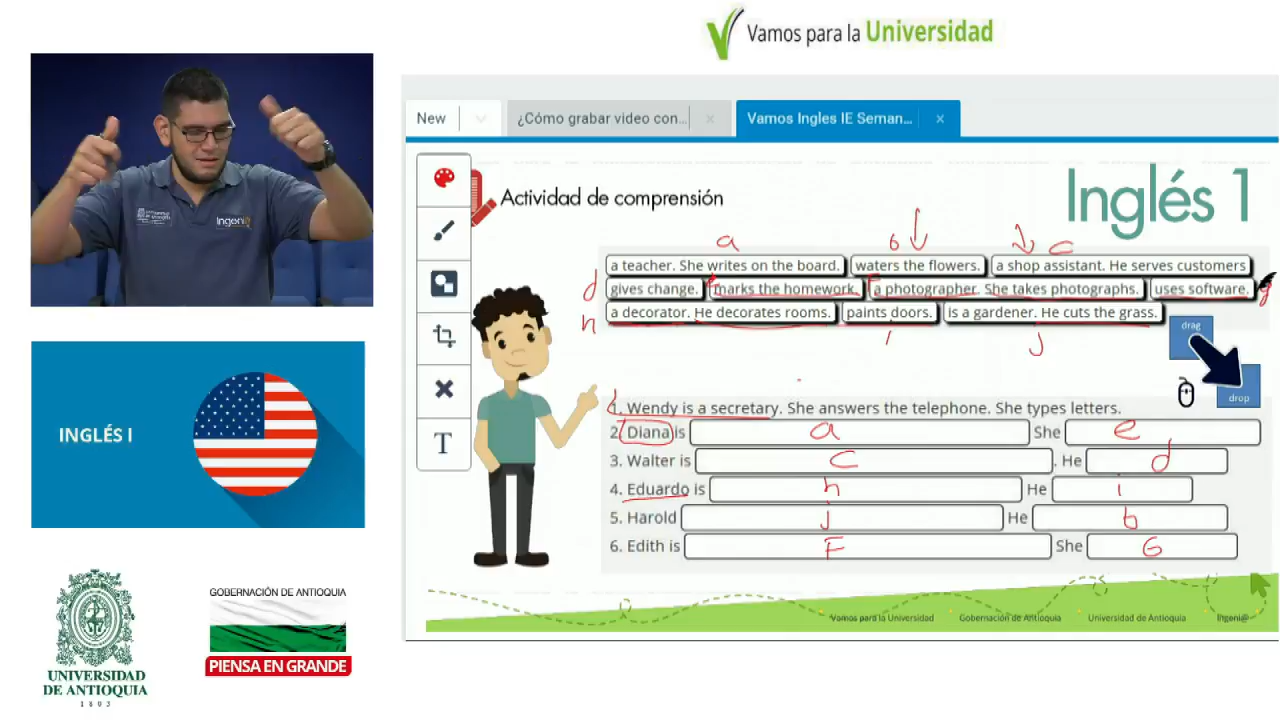 Vamos para la Universidad
New
¿Cómo grabar video con...
Vamos Ingles IE Seman...
Actividad de comprensión
Inglés 1
a b c
a teacher. She writes on the board. waters the flowers. a shop assistant. He serves customers
d gives change. marks the homework. a photographer. She takes photographs. uses software. g
h a decorator. He decorates rooms. paints doors. is a gardener. He cuts the grass.
i j
drag
drop
1. Wendy is a secretary. She answers the telephone. She types letters.
2. Diana is a She e
3. Walter is c . He d
4. Eduardo is h He i
5. Harold j He b
6. Edith is F She G
T
Ingeni@
INGLÉS I
UNIVERSIDAD
DE ANTIOQUIA
1803
GOBERNACIÓN DE ANTIOQUIA
PIENSA EN GRANDE
Vamos para la Universidad Gobernación de Antioquia Universidad de Antioquia Ingeni@